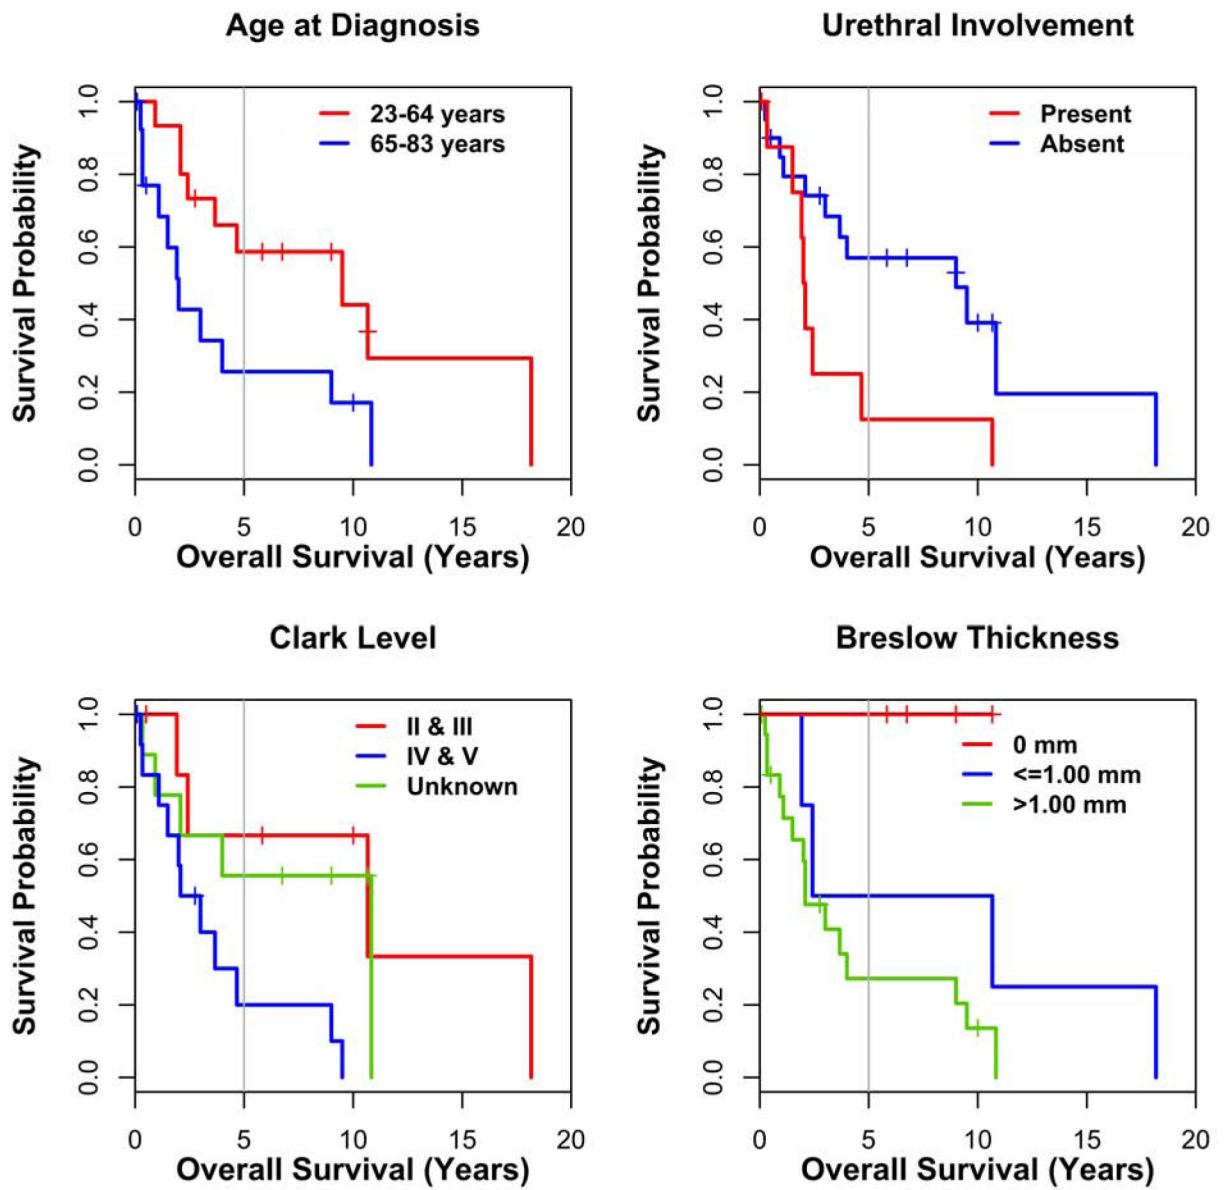 Age at Diagnosis
Survival Probability
0.0 0.2 0.4 0.6 0.8 1.0
23-64 years
65-83 years
0 5 10 15 20
Overall Survival (Years)
Urethral Involvement
Survival Probability
0.0 0.2 0.4 0.6 0.8 1.0
Present
Absent
0 5 10 15 20
Overall Survival (Years)
Clark Level
Survival Probability
0.0 0.2 0.4 0.6 0.8 1.0
II & III
IV & V
Unknown
0 5 10 15 20
Overall Survival (Years)
Breslow Thickness
Survival Probability
0.0 0.2 0.4 0.6 0.8 1.0
0 mm
<=1.00 mm
>1.00 mm
0 5 10 15 20
Overall Survival (Years)